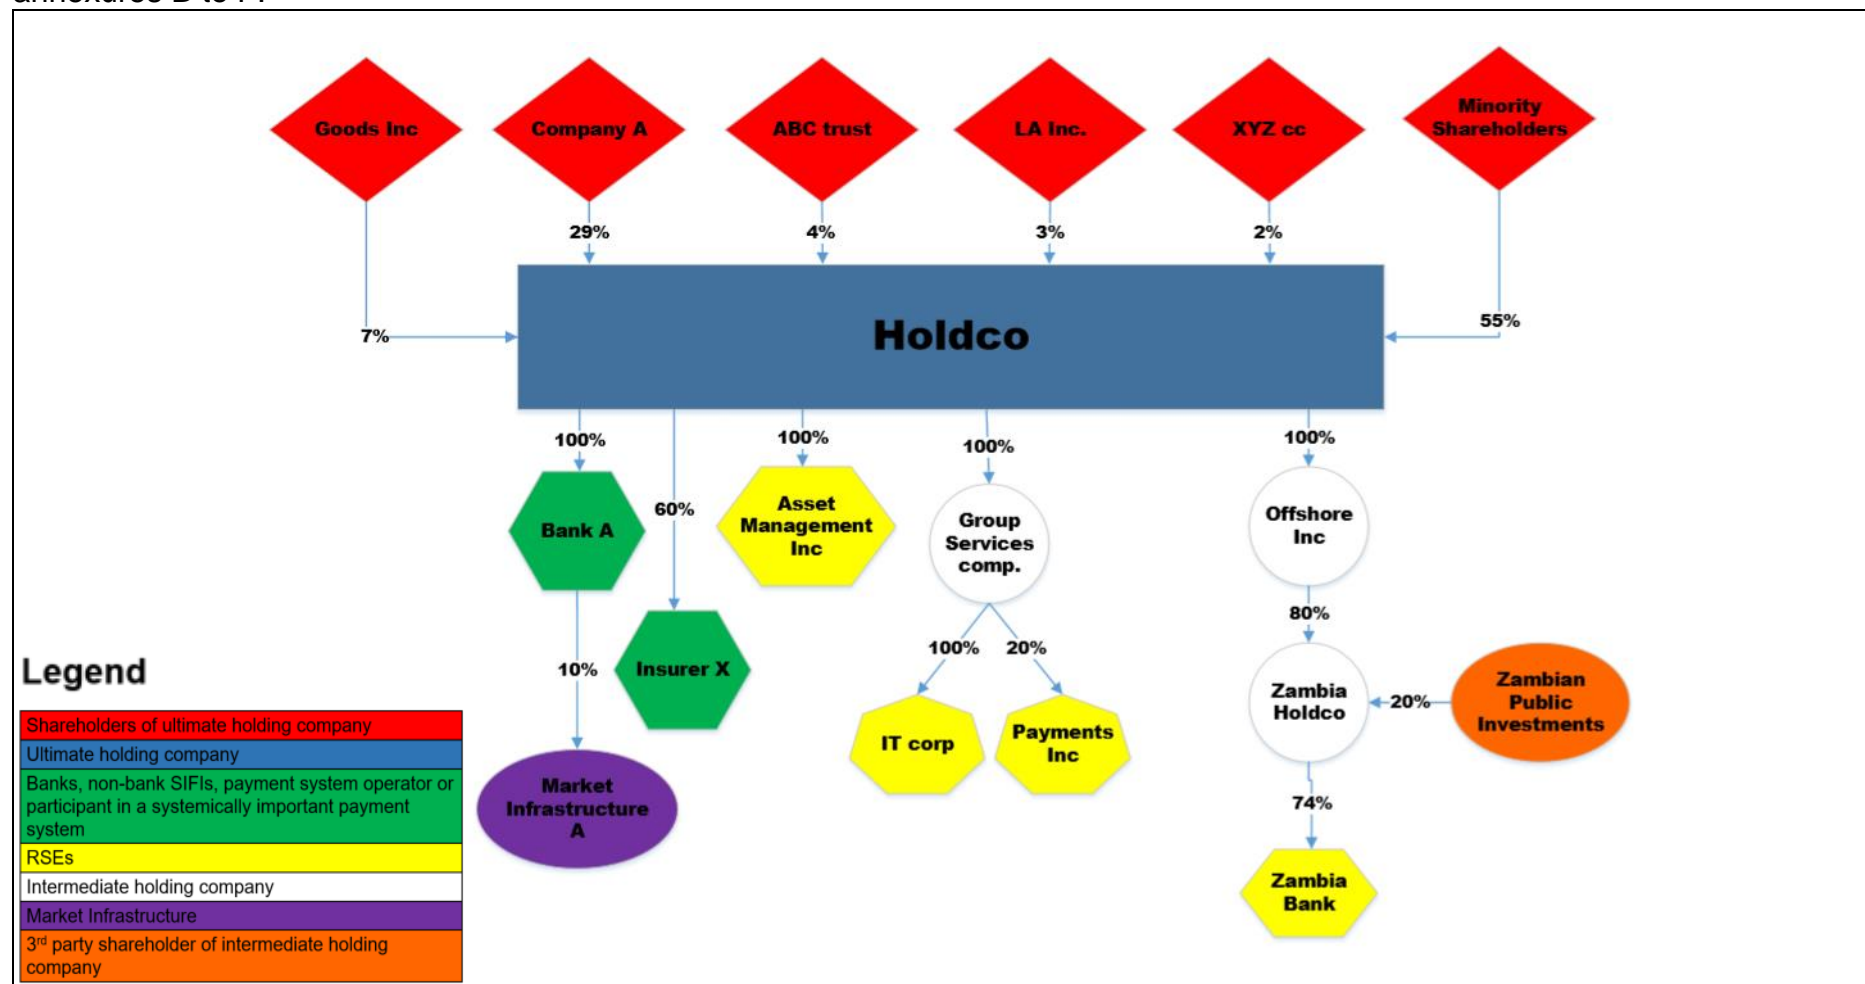 annexures B to F.
Goods Inc
Company A
ABC trust
LA Inc.
XYZ cc
Minority
Shareholders
29%
4%
3%
2%
7%
55%
Holdco
100%
60%
100%
100%
100%
Bank A
Asset
Management
Inc
Group
Services
comp.
Offshore
Inc
10%
Insurer X
100%
20%
80%
Market
Infrastructure
A
IT corp
Payments
Inc
Zambia
Holdco
20%
Zambian
Public
Investments
74%
Zambia
Bank
Legend
Shareholders of ultimate holding company
Ultimate holding company
Banks, non-bank SIFIs, payment system operator or
participant in a systemically important payment
system
RSEs
Intermediate holding company
Market Infrastructure
3rd party shareholder of intermediate holding
company